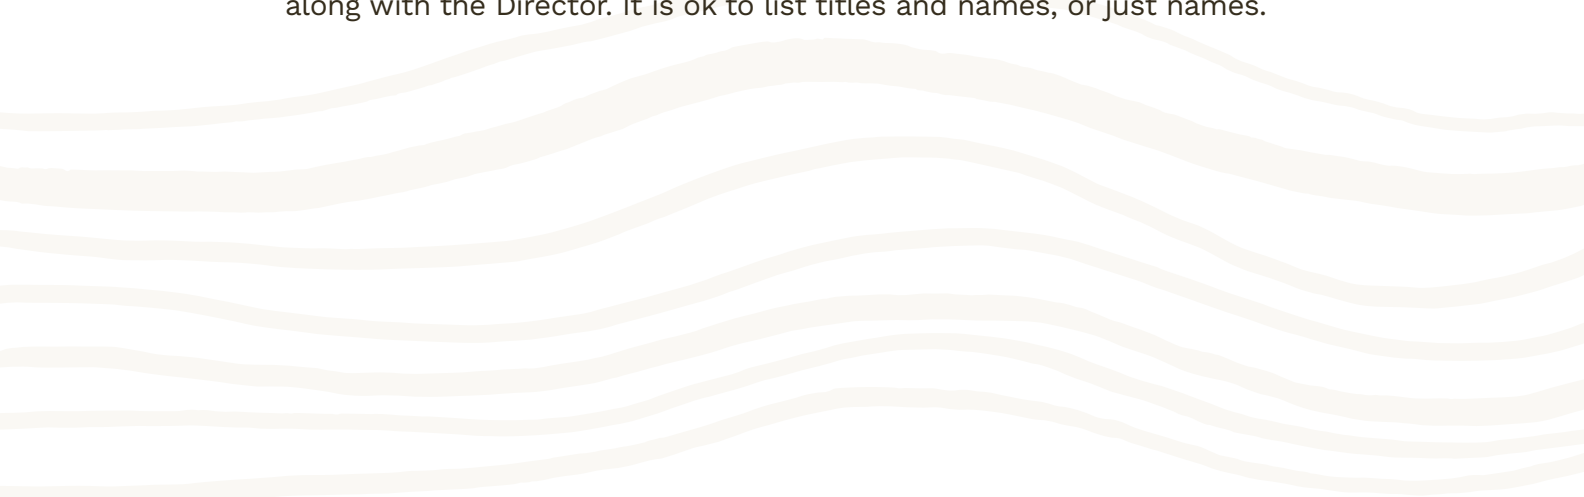 along with the Director. It is ok to list titles and names, or just names.